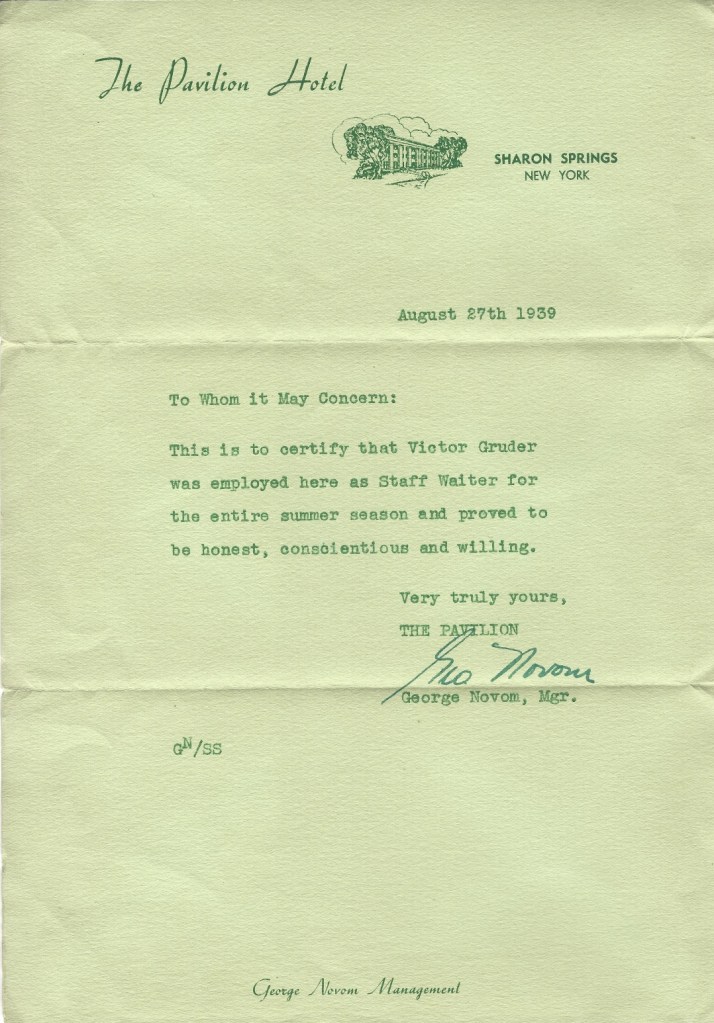 The Pavilion Hotel
SHARON SPRINGS
NEW YORK
August 27th 1939
To Whom it May Concern:
This is to certify that Victor Gruder
was employed here as Staff Waiter for
the entire summer season and proved to
be honest, conscientious and willing.
Very truly yours,
THE PAVILION
Geo Novom
George Novom, Mgr.
GN/SS
George Novom Management